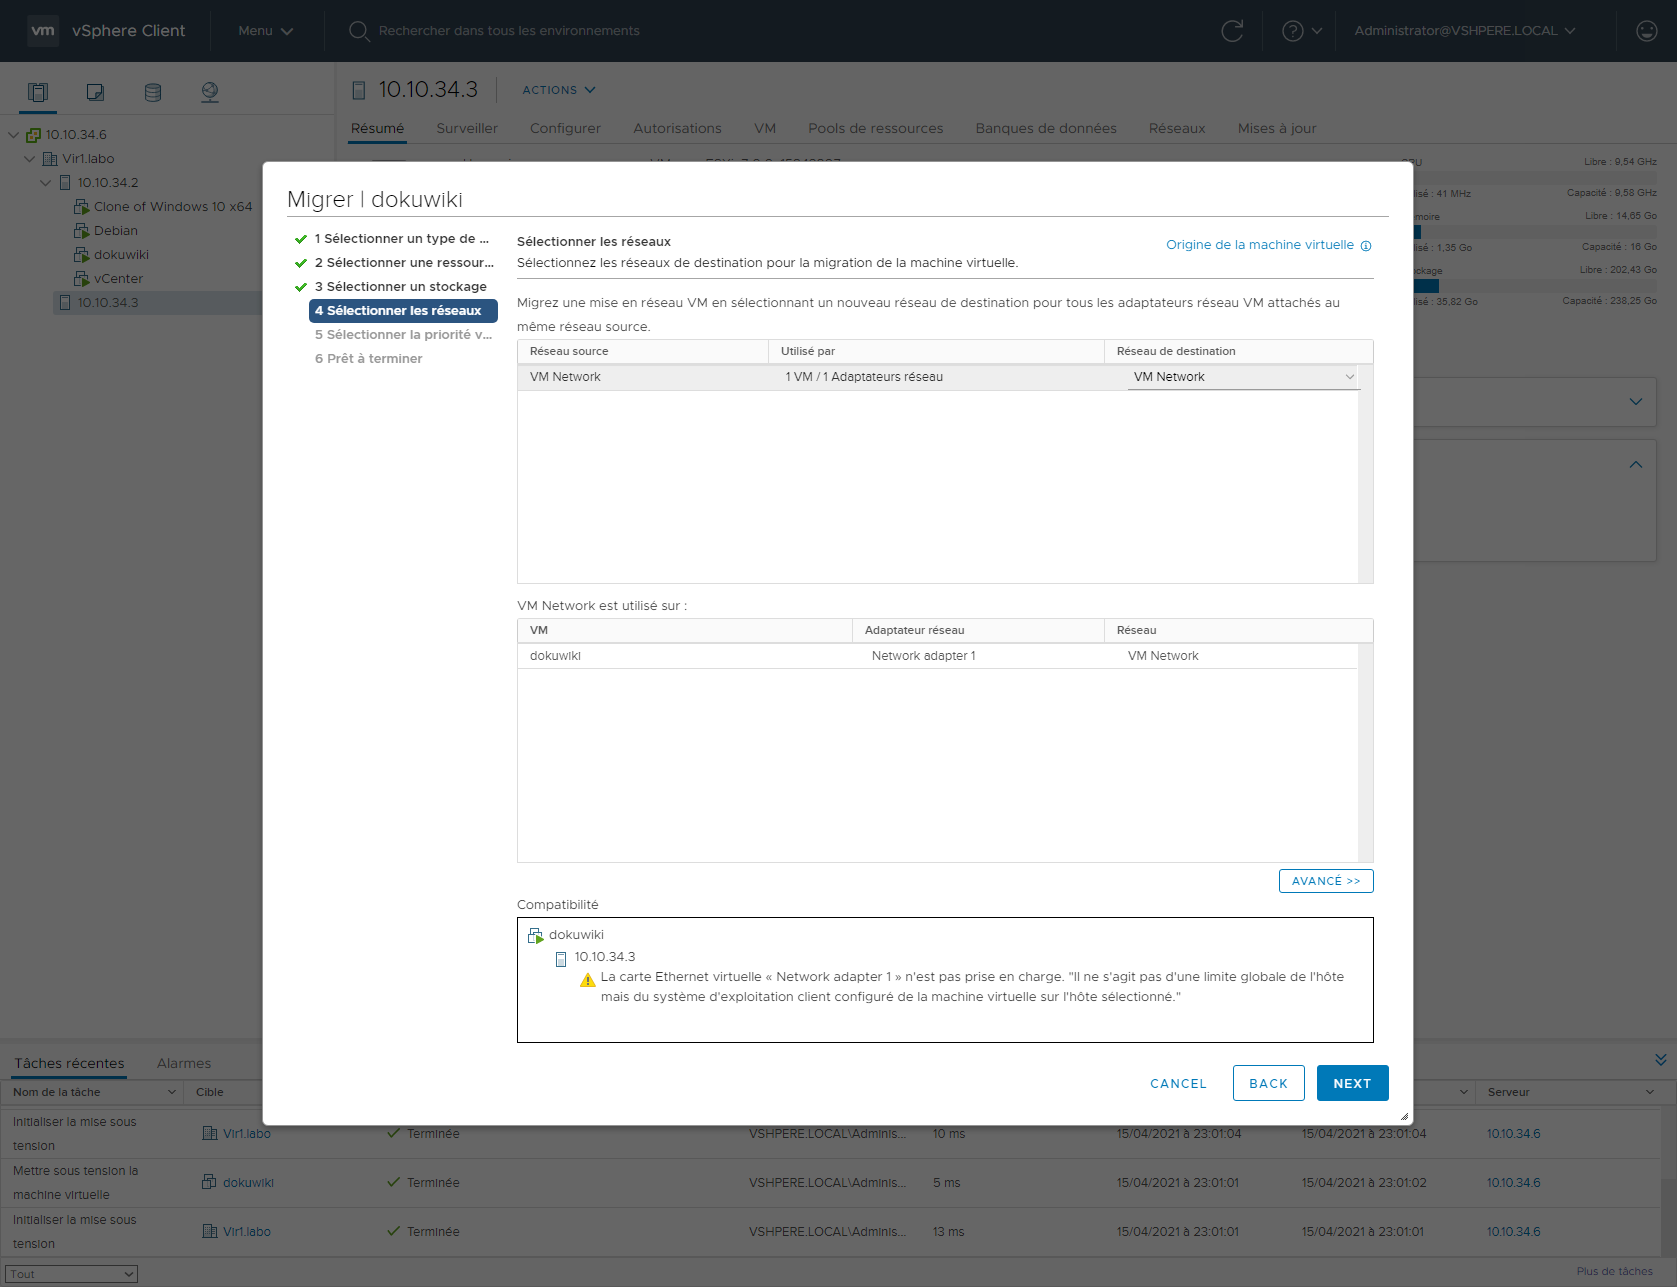 vm vSphere Client Menu Rechercher dans tous les environnements Administrator@VSHPERE.LOCAL
10.10.34.3 ACTIONS
Résumé Surveiller Configurer Autorisations VM Pools de ressources Banques de données Réseaux Mises à jour
10.10.34.6
Vir1.labo
10.10.34.2
Clone of Windows 10 x64
Debian
dokuwiki
vCenter
10.10.34.3
Libre : 9,54 GHz
41 MHz Capacité : 9,58 GHz
Libre : 14,65 Go
1,35 Go Capacité : 16 Go
Libre : 202,43 Go
35,82 Go Capacité : 238,25 Go
Migrer | dokuwiki
1 Sélectionner un type de ...
2 Sélectionner une ressour...
3 Sélectionner un stockage
4 Sélectionner les réseaux
5 Sélectionner la priorité v...
6 Prêt à terminer
Sélectionner les réseaux
Origine de la machine virtuelle
Sélectionnez les réseaux de destination pour la migration de la machine virtuelle.
Migrez une mise en réseau VM en sélectionnant un nouveau réseau de destination pour tous les adaptateurs réseau VM attachés au
même réseau source.
Réseau source Utilisé par Réseau de destination
VM Network 1 VM / 1 Adaptateurs réseau VM Network
VM Network est utilisé sur :
VM Adaptateur réseau Réseau
dokuwiki Network adapter 1 VM Network
AVANCÉ >>
Compatibilité
dokuwiki
10.10.34.3
La carte Ethernet virtuelle « Network adapter 1 » n'est pas prise en charge. "Il ne s'agit pas d'une limite globale de l'hôte
mais du système d'exploitation client configuré de la machine virtuelle sur l'hôte sélectionné."
CANCEL BACK NEXT
Tâches récentes Alarmes
Nom de la tâche Cible Serveur
Initialiser la mise sous
tension
Vir1.labo Terminée VSHPERE.LOCAL\Adminis... 10 ms 15/04/2021 à 23:01:04 15/04/2021 à 23:01:04 10.10.34.6
Mettre sous tension la
machine virtuelle
dokuwiki Terminée VSHPERE.LOCAL\Adminis... 5 ms 15/04/2021 à 23:01:01 15/04/2021 à 23:01:02 10.10.34.6
Initialiser la mise sous
tension
Vir1.labo Terminée VSHPERE.LOCAL\Adminis... 13 ms 15/04/2021 à 23:01:01 15/04/2021 à 23:01:01 10.10.34.6
Tout Plus de tâches